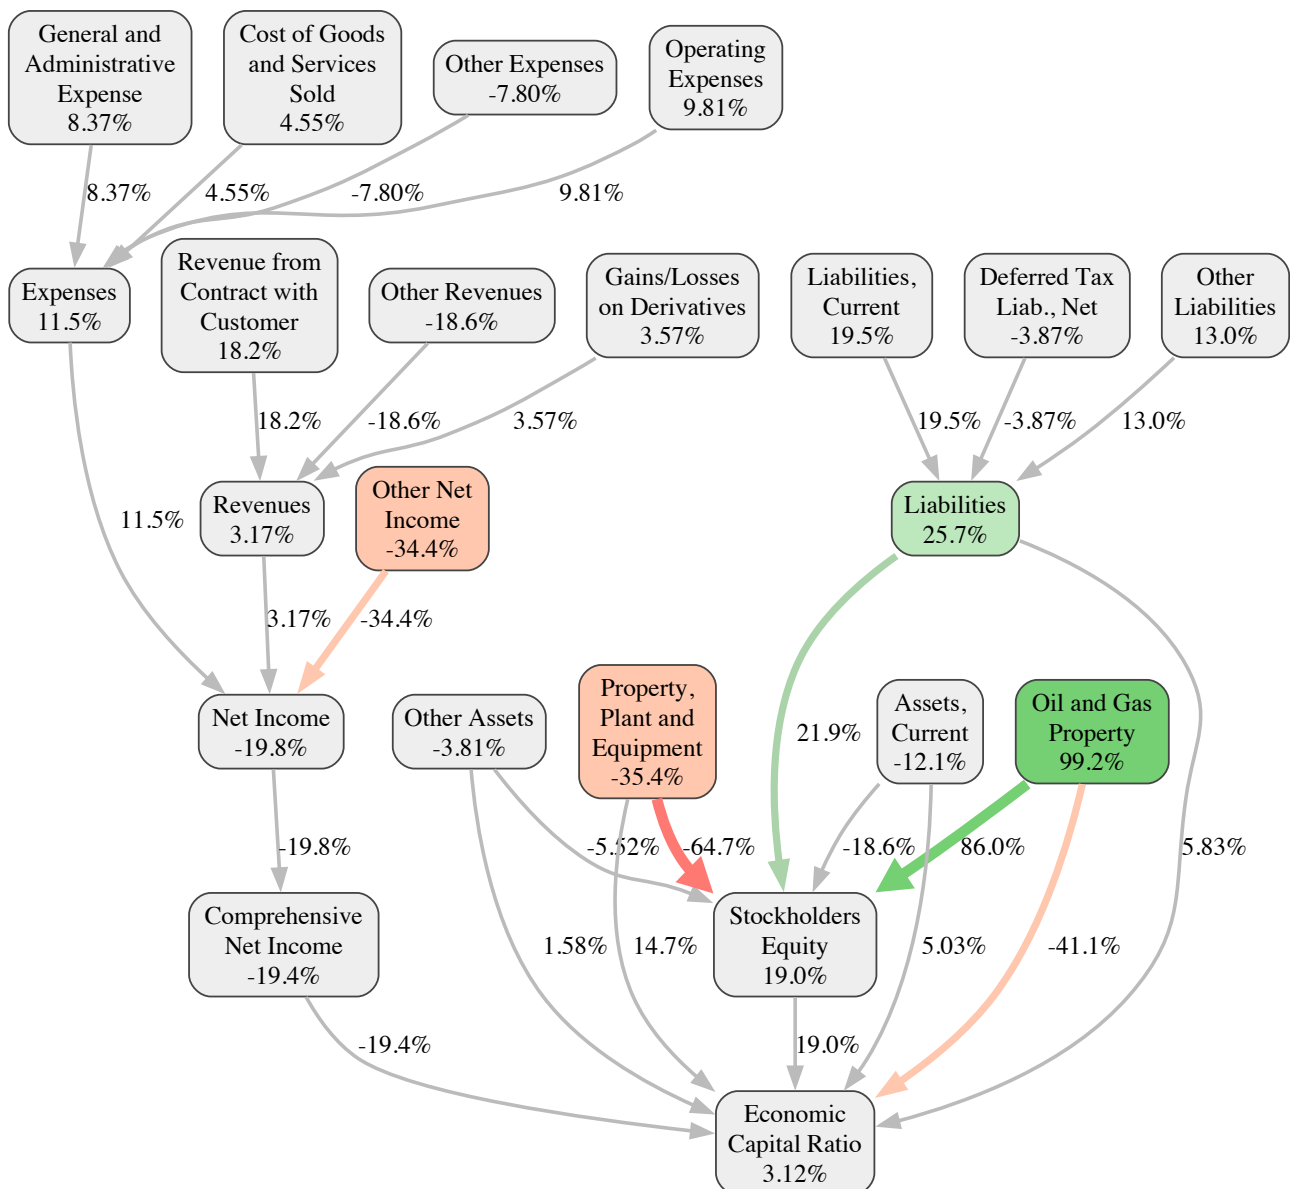 General and
Administrative
Expense
8.37%
Cost of Goods
and Services
Sold
4.55%
Other Expenses
-7.80%
Operating
Expenses
9.81%
8.37%
4.55%
-7.80%
9.81%
Expenses
11.5%
Revenue from
Contract with
Customer
18.2%
Other Revenues
-18.6%
Gains/Losses
on Derivatives
3.57%
Liabilities,
Current
19.5%
Deferred Tax
Liab., Net
-3.87%
Other
Liabilities
13.0%
18.2%
-18.6%
3.57%
19.5%
-3.87%
13.0%
11.5%
Revenues
3.17%
Other Net
Income
-34.4%
Liabilities
25.7%
3.17%
-34.4%
Net Income
-19.8%
Other Assets
-3.81%
Property,
Plant and
Equipment
-35.4%
21.9%
Assets,
Current
-12.1%
Oil and Gas
Property
99.2%
-19.8%
-5.52%
-64.7%
-18.6%
86.0%
5.83%
Comprehensive
Net Income
-19.4%
1.58%
14.7%
Stockholders
Equity
19.0%
5.03%
-41.1%
-19.4%
19.0%
Economic
Capital Ratio
3.12%